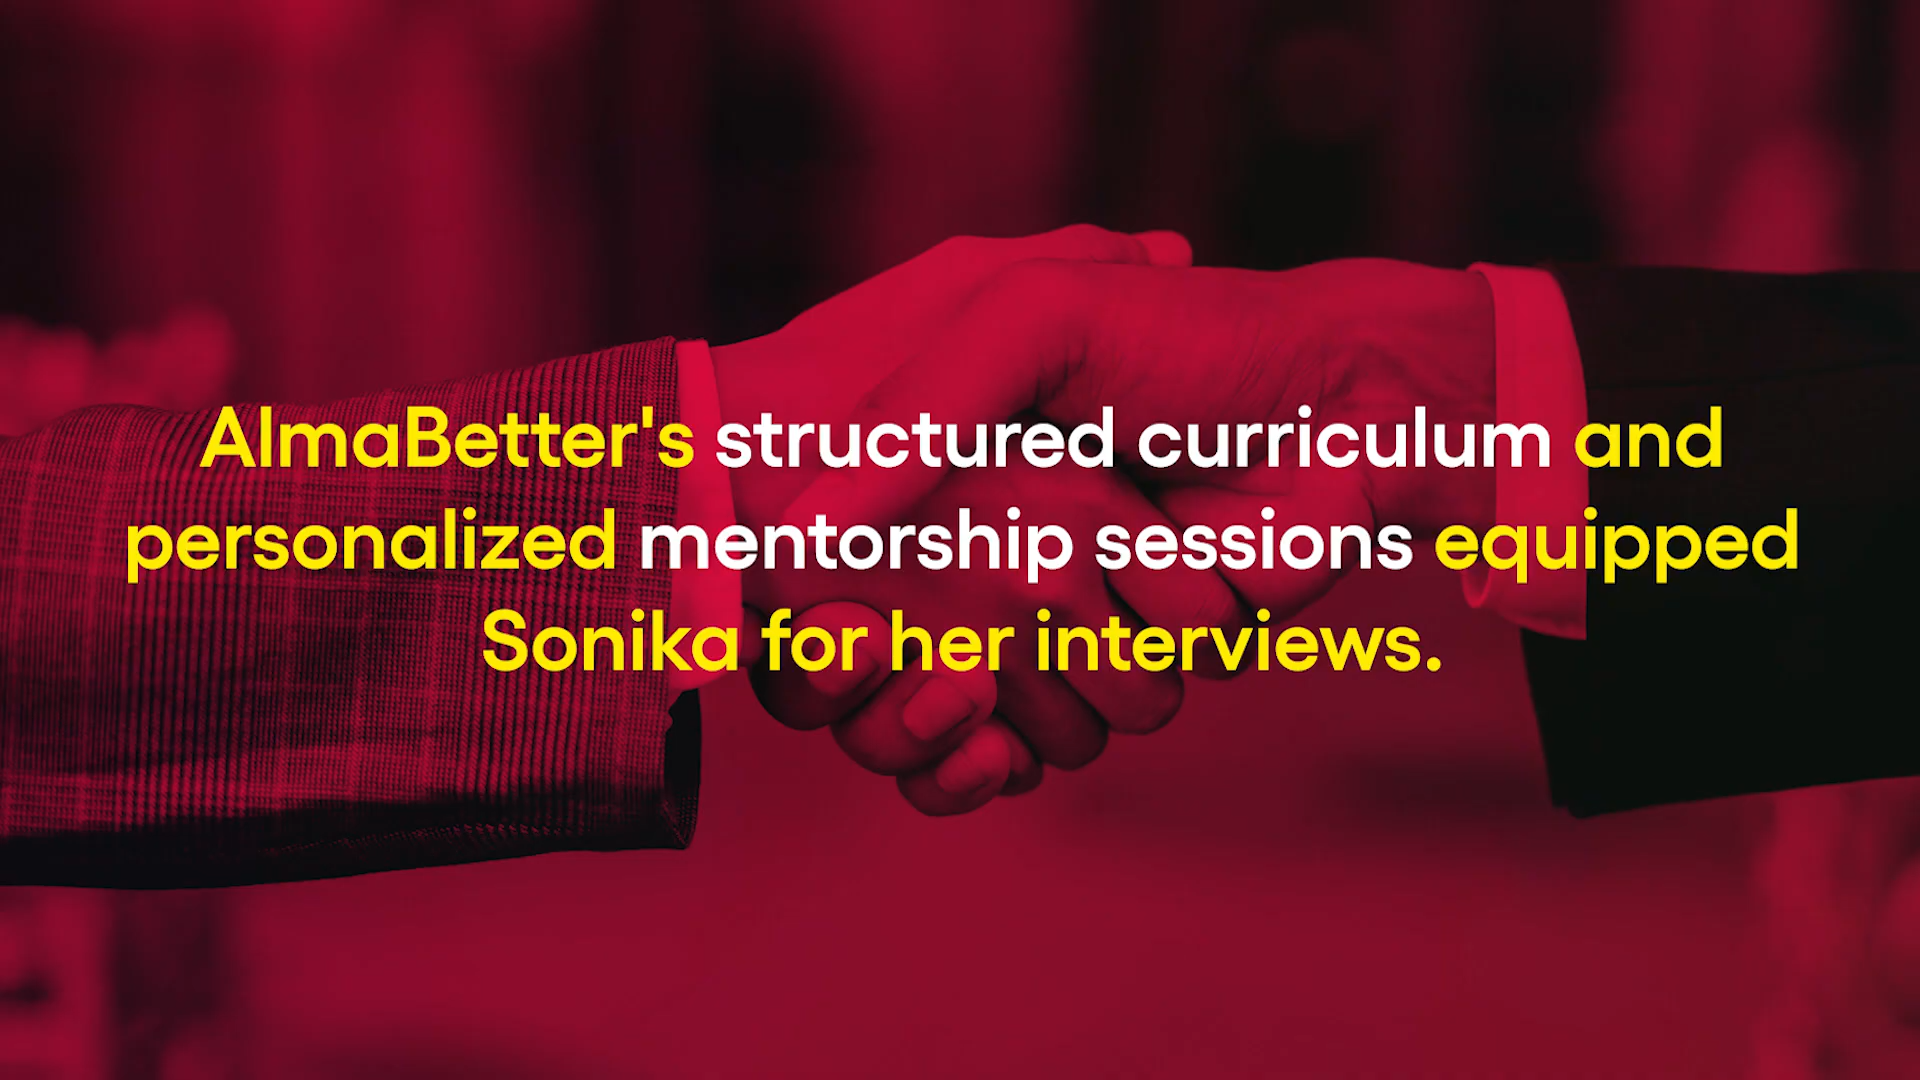 AlmaBetter's structured curriculum and
personalized mentorship sessions equipped
Sonika for her interviews.